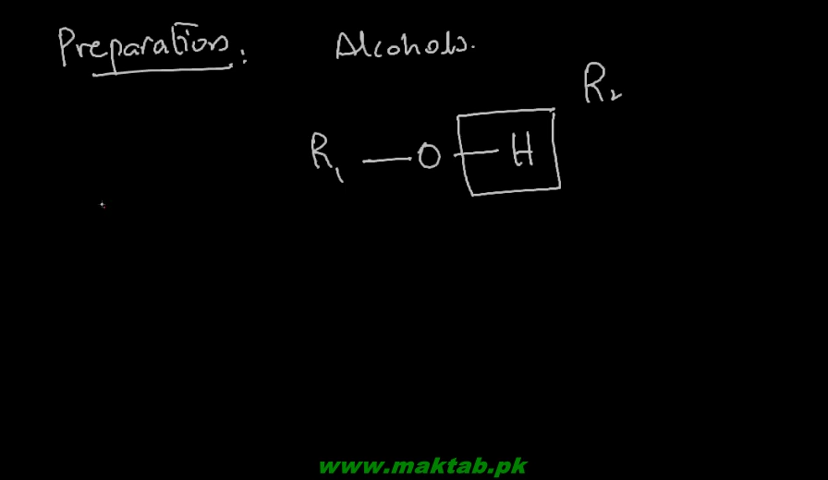 Preparation: Alcohols.
R2
R1 — O — H
www.maktab.pk